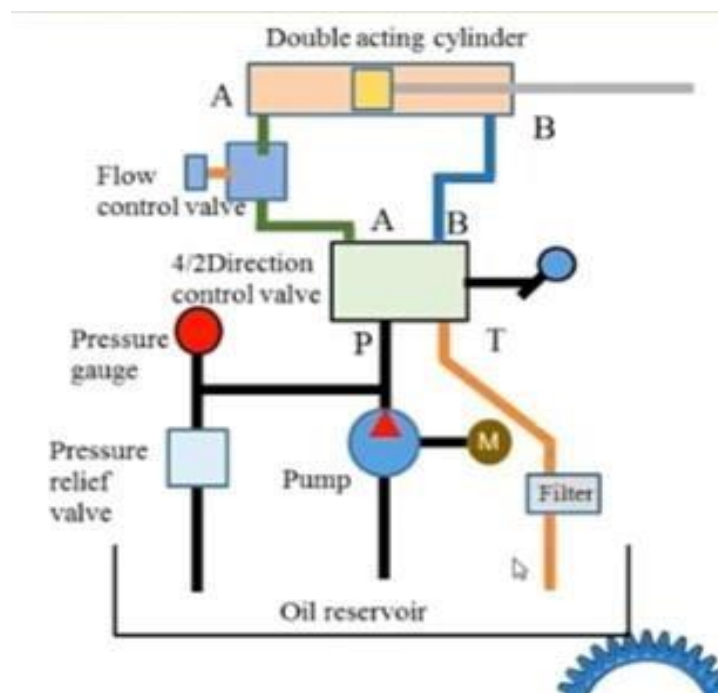 Double acting cylinder
A
B
Flow
control valve
A
B
4/2Direction
control valve
Pressure
gauge
P
T
Pressure
relief
valve
Pump
M
Filter
Oil reservoir